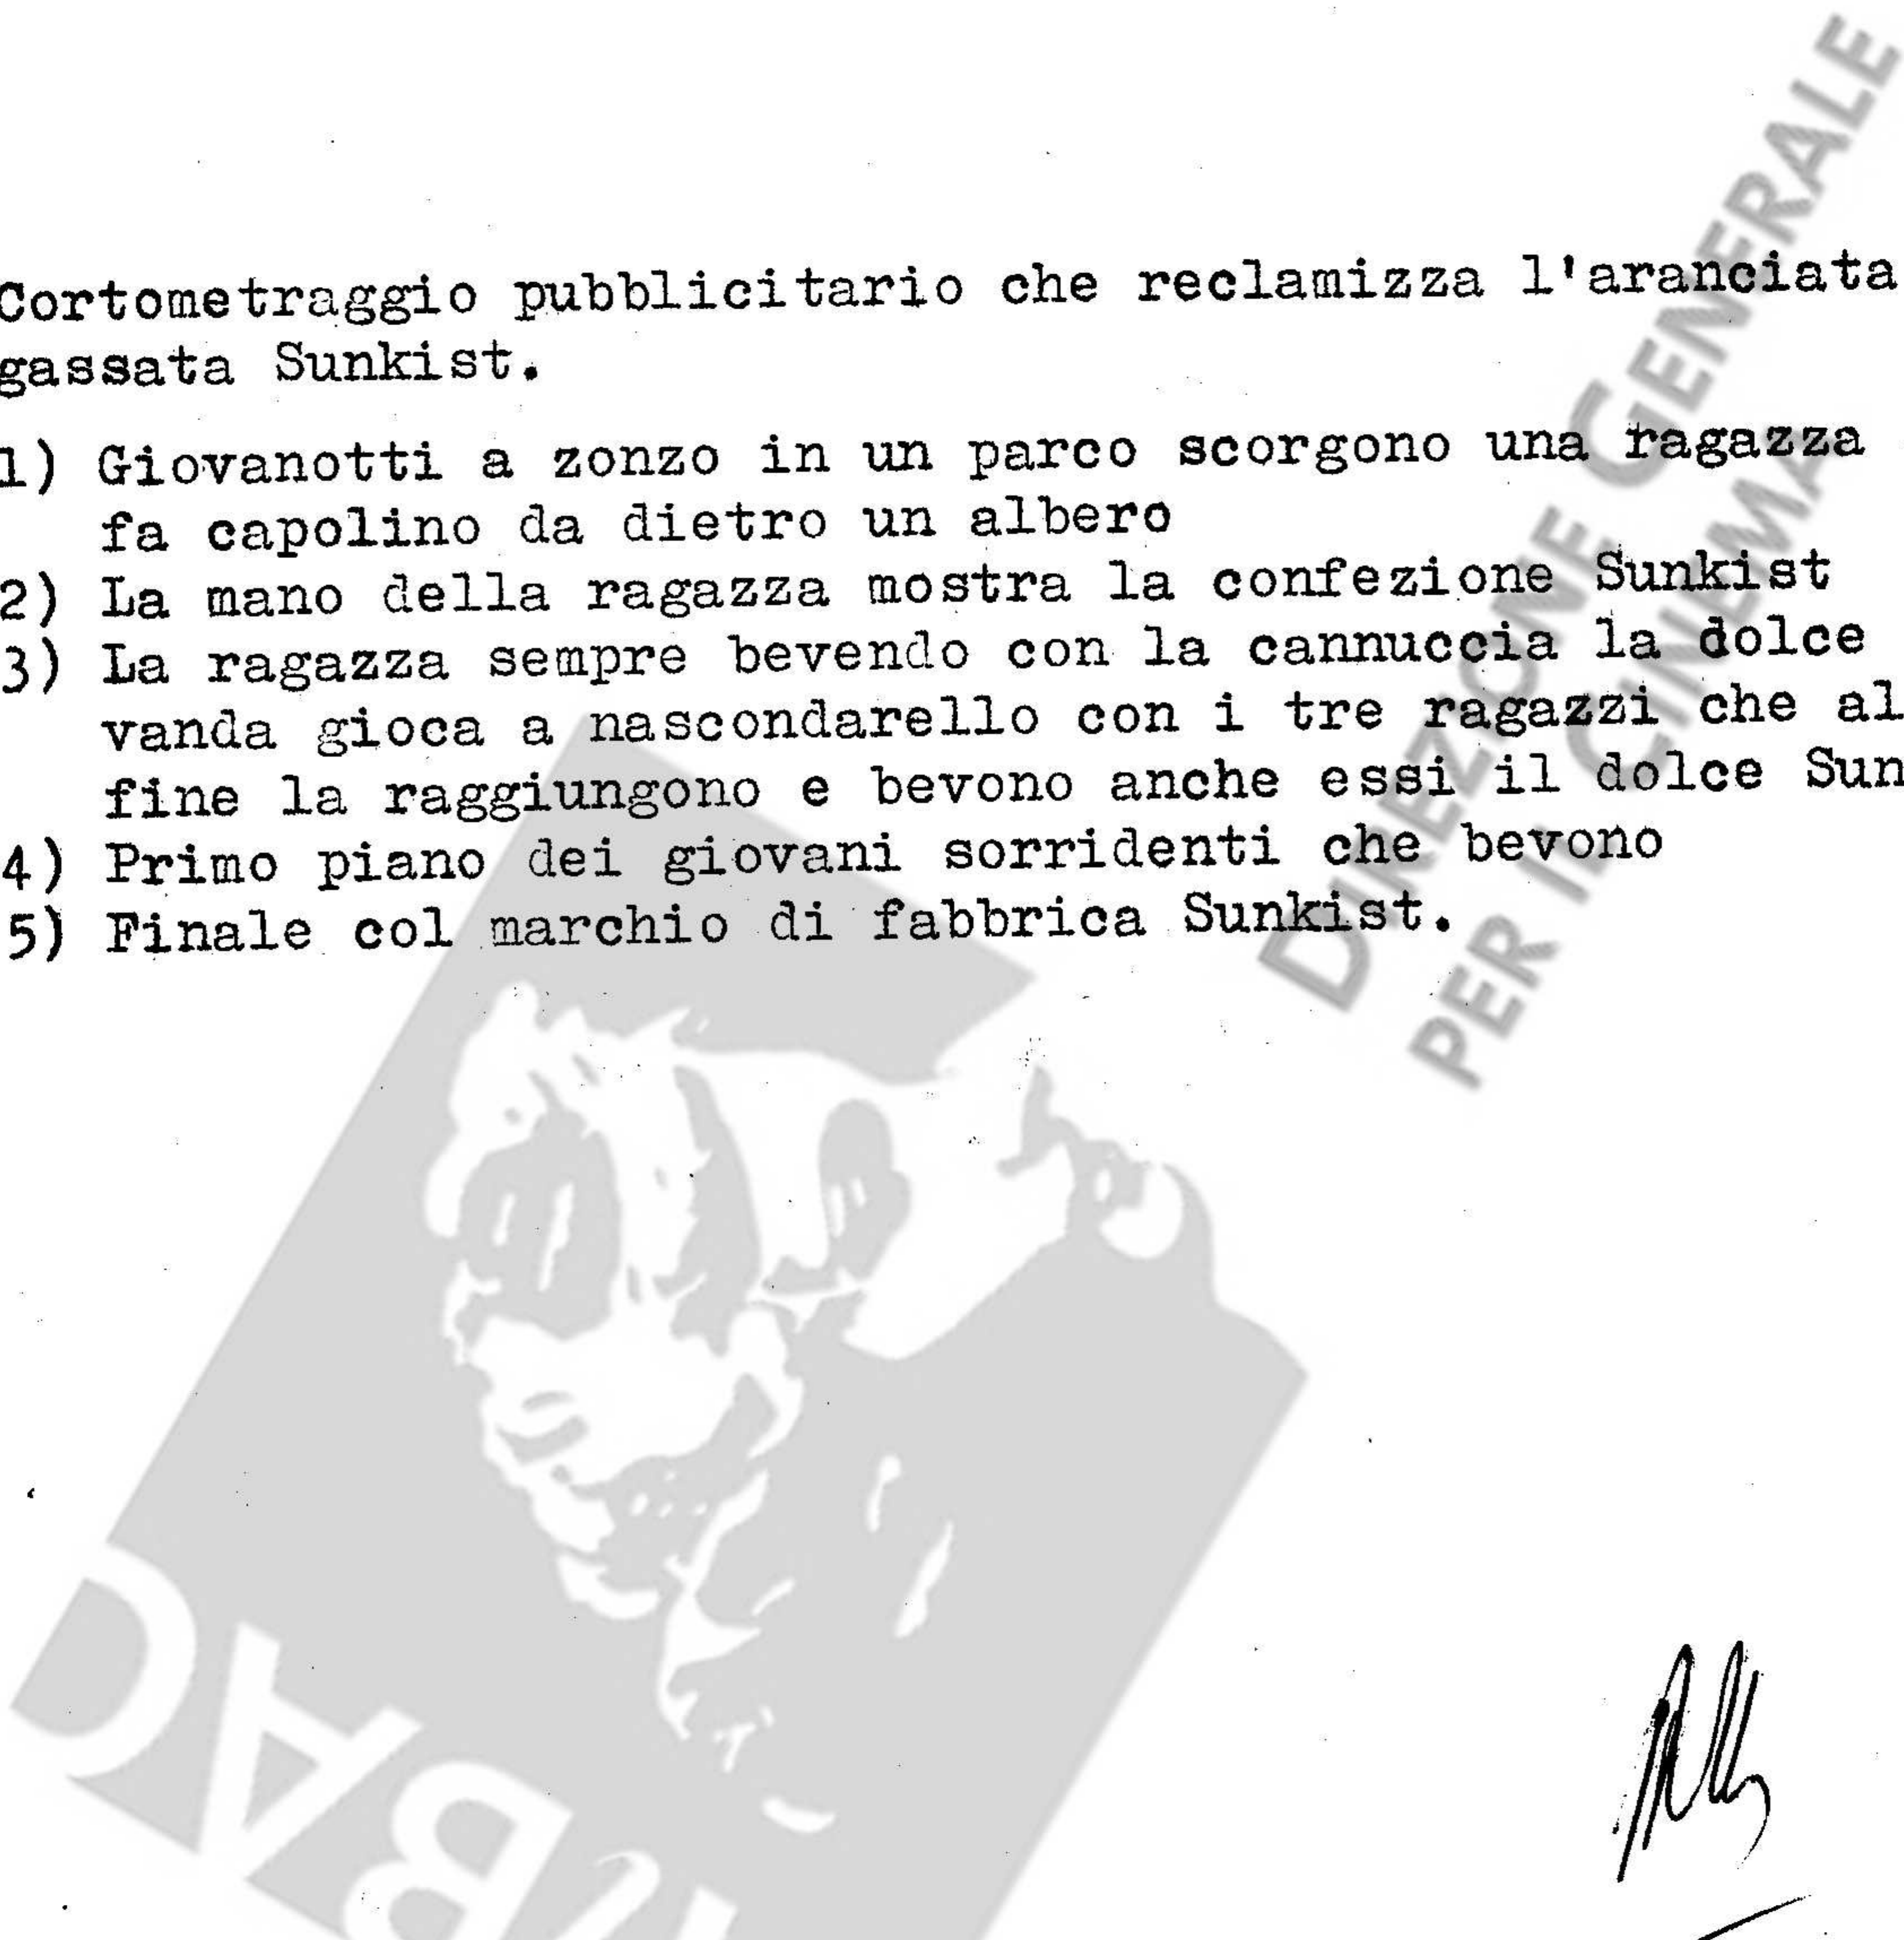 Cortometraggio pubblicitario che reclamizza l'aranciata
gassata Sunkist.
1) Giovanotti a zonzo in un parco scorgono una ragazza
fa capolino da dietro un albero
2) La mano della ragazza mostra la confezione Sunkist
3) La ragazza sempre bevendo con la cannuccia la dolce
vanda gioca a nascondarello con i tre ragazzi che al
fine la raggiungono e bevono anche essi il dolce Sun
4) Primo piano dei giovani sorridenti che bevono
5) Finale col marchio di fabbrica Sunkist.
DIREZIONE GENERALE
PER IL CINEMA